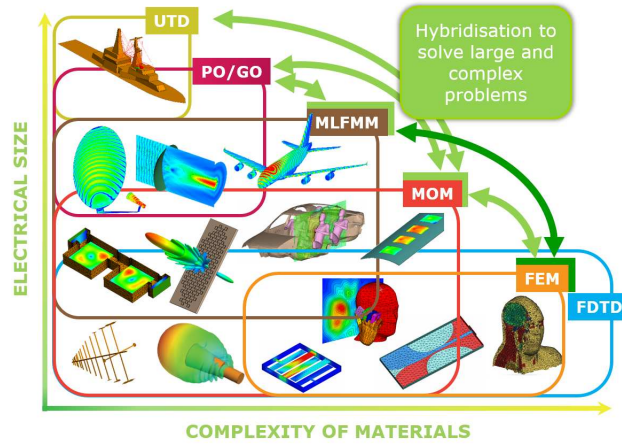 UTD
Hybridisation to
solve large and
complex
problems
PO/GO
MLFMM
MOM
FEM
FDTD
ELECTRICAL SIZE
COMPLEXITY OF MATERIALS